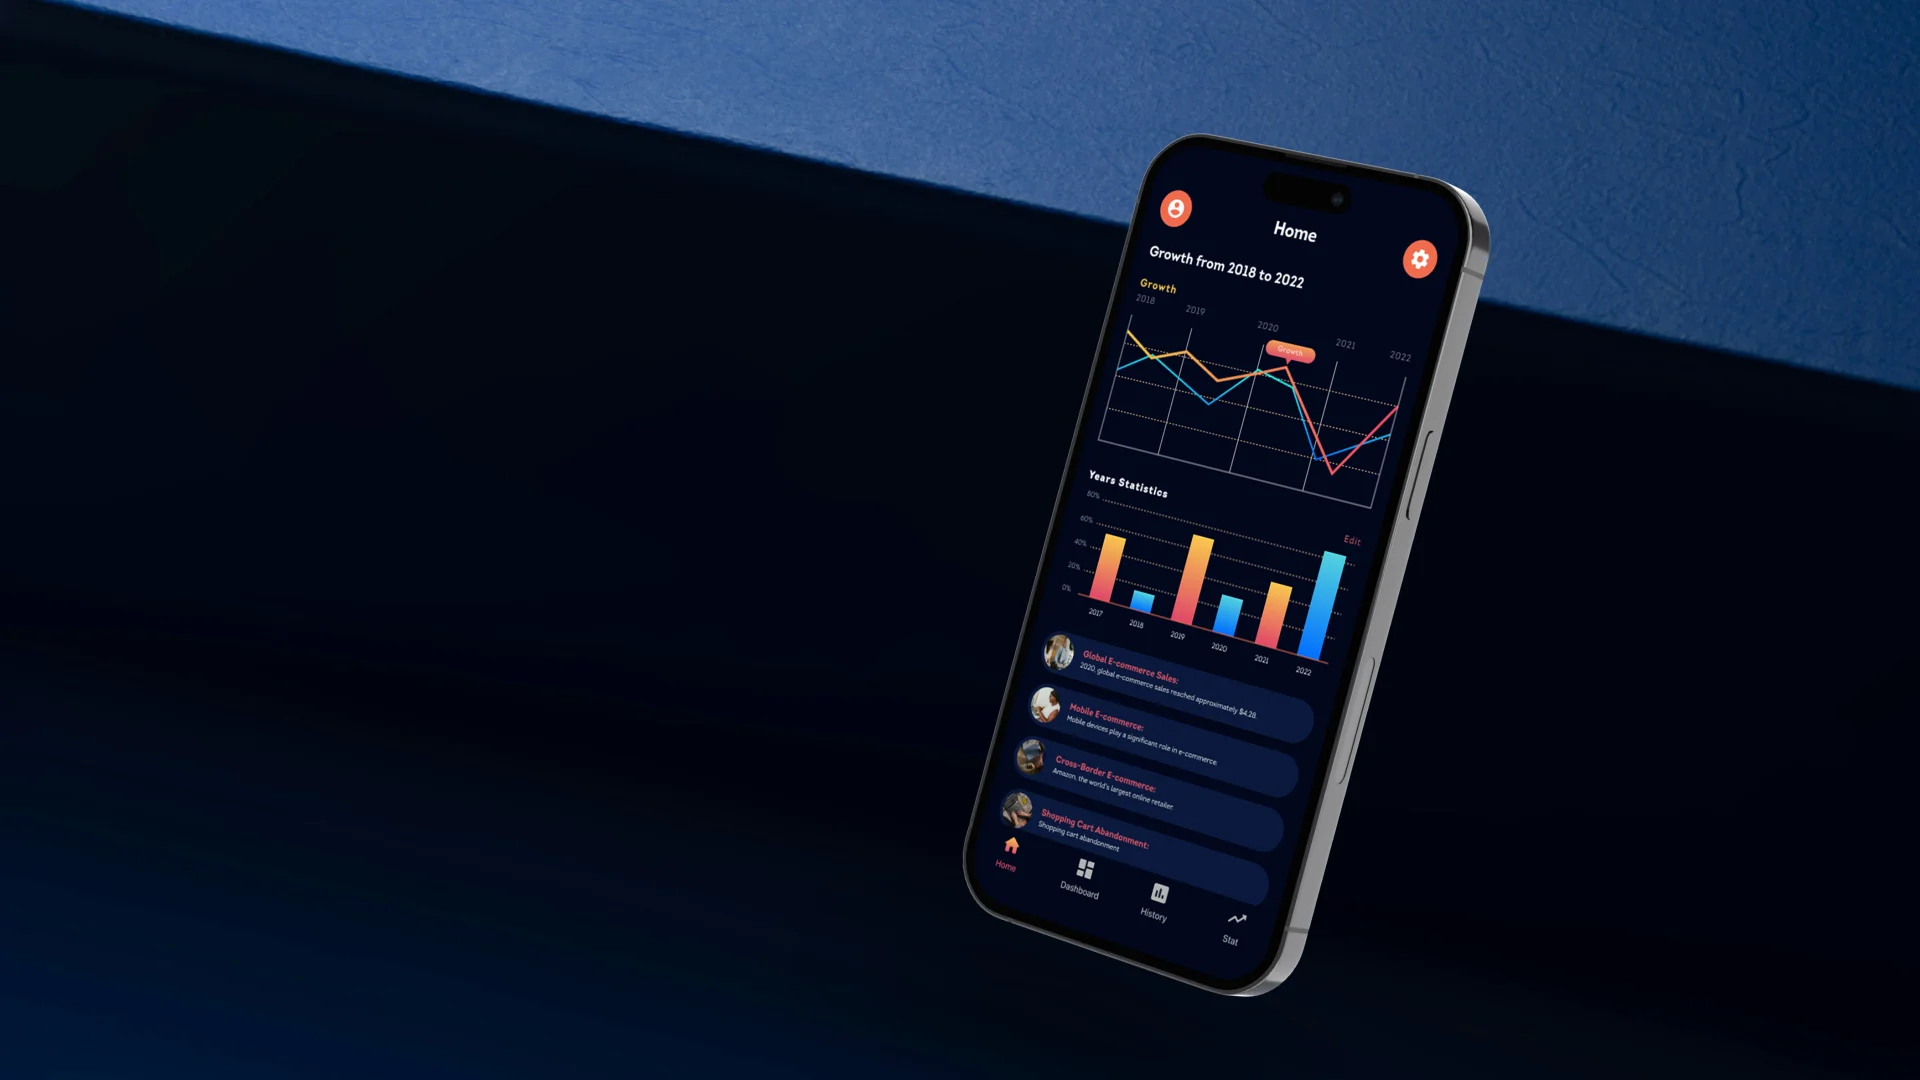 Home
Growth from 2018 to 2022
Growth
2018
2019
2020
2021
2022
Growth
Years Statistics
Edit
80%
60%
40%
20%
0%
2017
2018
2019
2020
2021
2022
Global E-commerce Sales:
2020, global e-commerce sales reached approximately $4.28.
Mobile E-commerce:
Mobile devices play a significant role in e-commerce.
Cross-Border E-commerce:
Amazon, the world's largest online retailer.
Shopping Cart Abandonment:
Shopping cart abandonment
Home
Dashboard
History
Stat